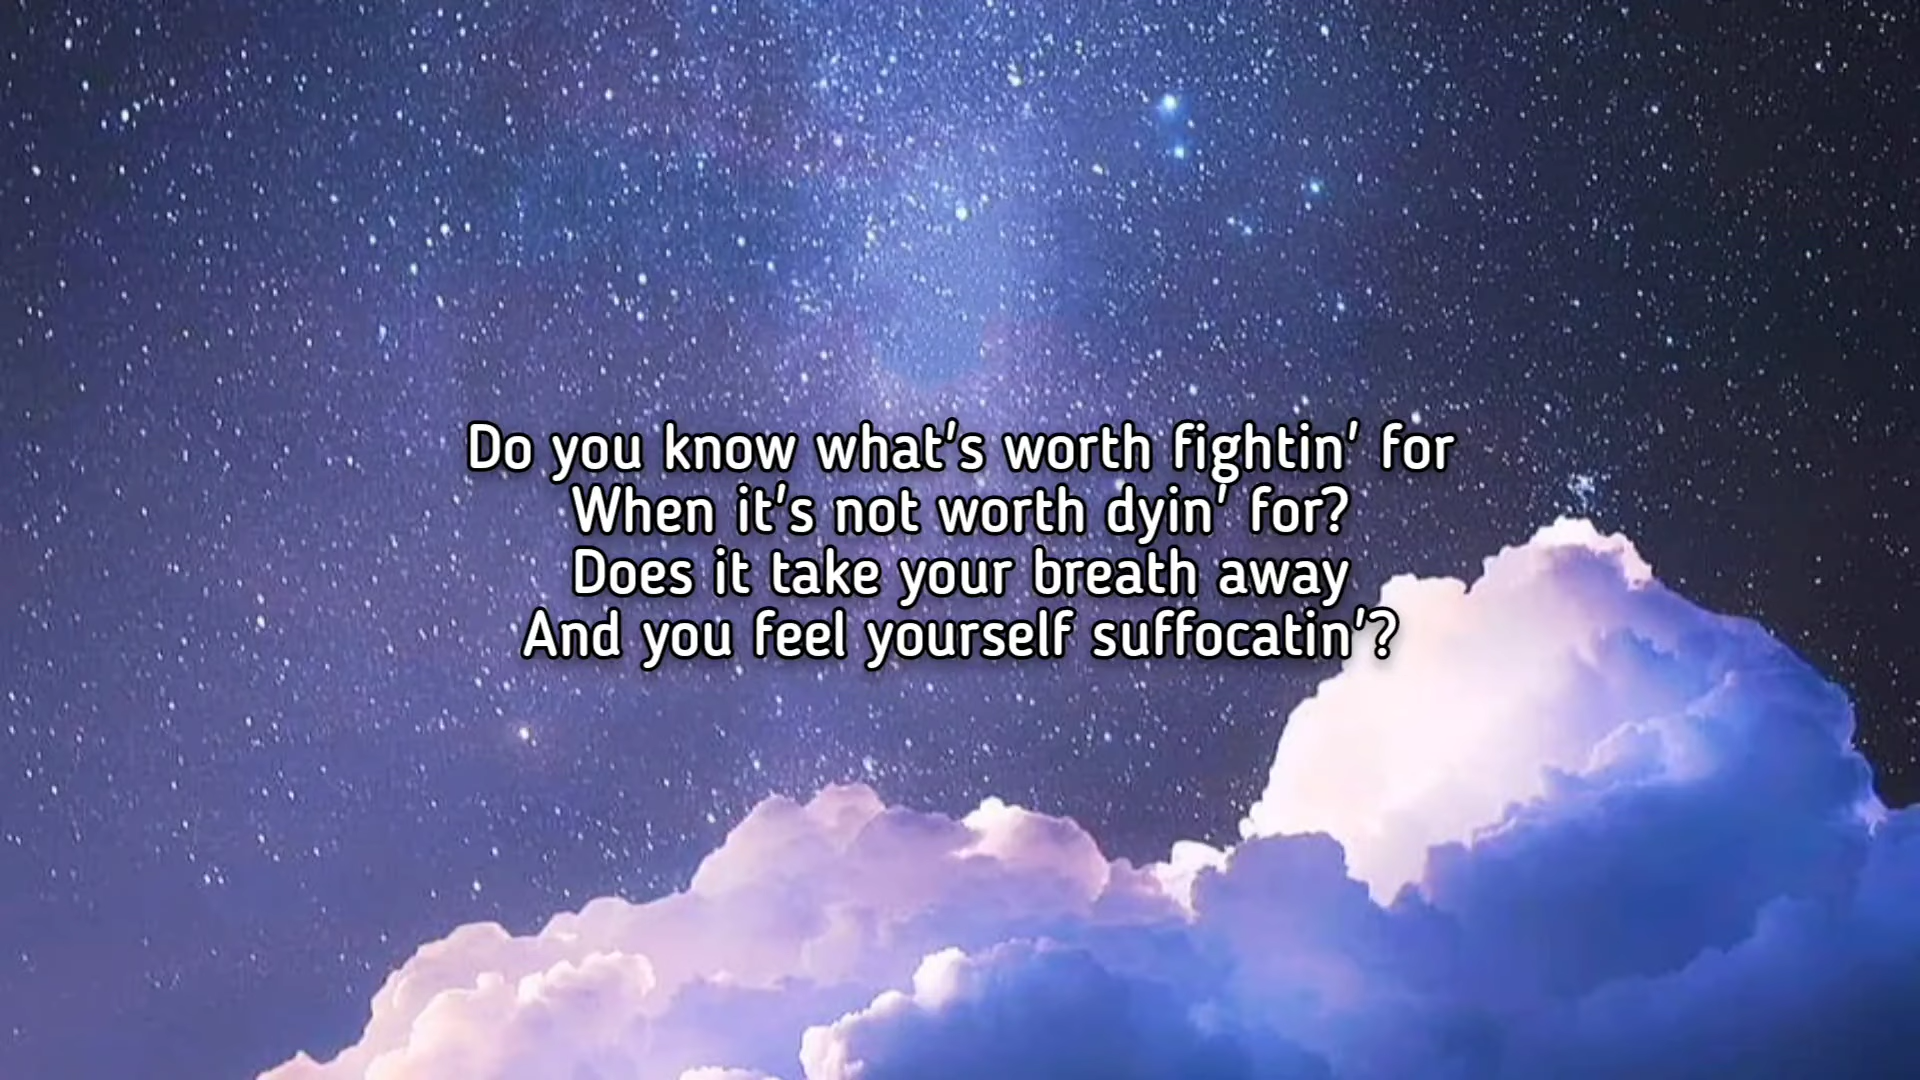 Do you know what's worth fightin' for
When it's not worth dyin' for?
Does it take your breath away
And you feel yourself suffocatin'?